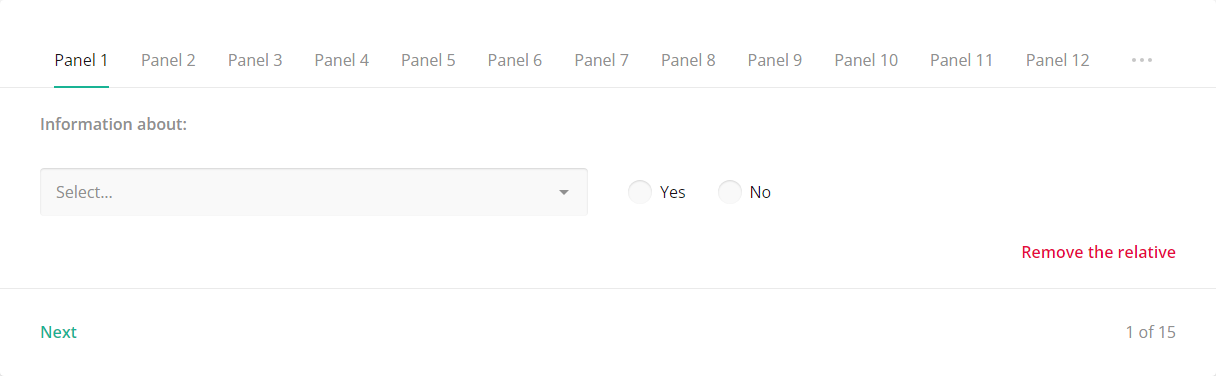 Panel 1 Panel 2 Panel 3 Panel 4 Panel 5 Panel 6 Panel 7 Panel 8 Panel 9 Panel 10 Panel 11 Panel 12
Information about:
Select... Yes No
Remove the relative
Next 1 of 15